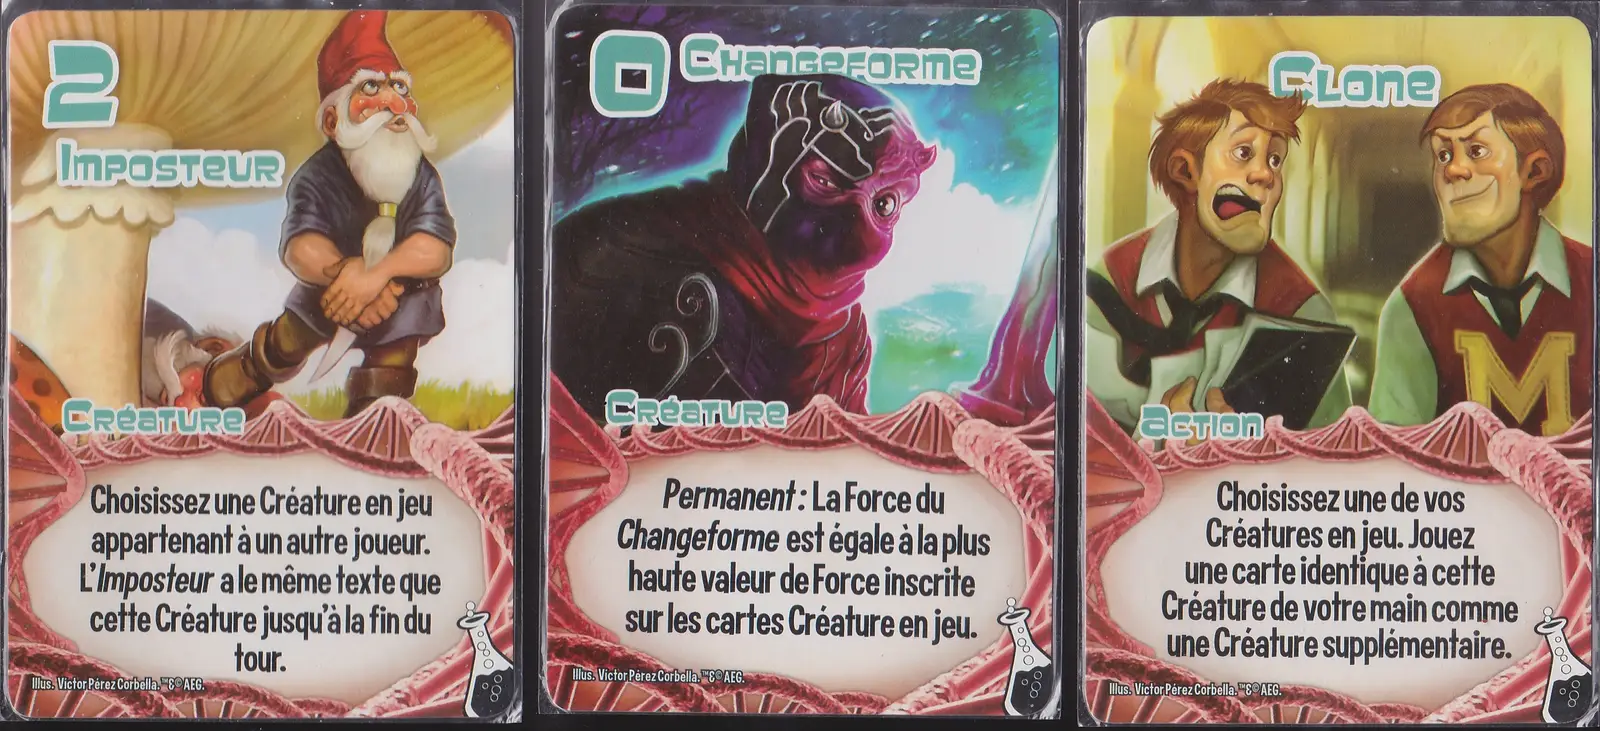 2
Imposteur
Créature
Choisissez une Créature en jeu
appartenant à un autre joueur.
L'Imposteur a le même texte que
cette Créature jusqu'à la fin du
tour.
Illus. Victor Pérez Corbella. ™&© AEG.
0
Changeforme
Créature
Permanent : La Force du
Changeforme est égale à la plus
haute valeur de Force inscrite
sur les cartes Créature en jeu.
Illus. Victor Pérez Corbella. ™&© AEG.
Clone
M
Action
Choisissez une de vos
Créatures en jeu. Jouez
une carte identique à cette
Créature de votre main comme
une Créature supplémentaire.
Illus. Victor Pérez Corbella. ™&© AEG.